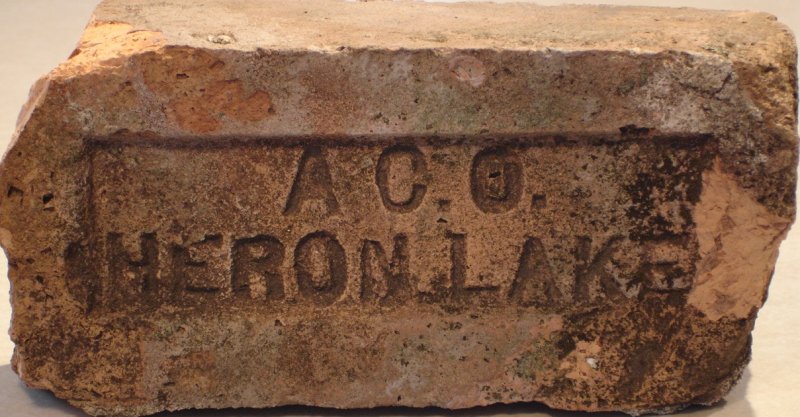 A C. O.
HERON LAKE